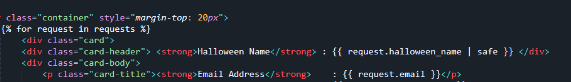 class="container" style="margin-top: 20px">
{% for request in requests %}
<div class="card">
<div class="card-header"> <strong>Halloween Name</strong> : {{ request.halloween_name | safe }} </div>
<div class="card-body">
<p class="card-title"><strong>Email Address</strong>    : {{ request.email }}</p>